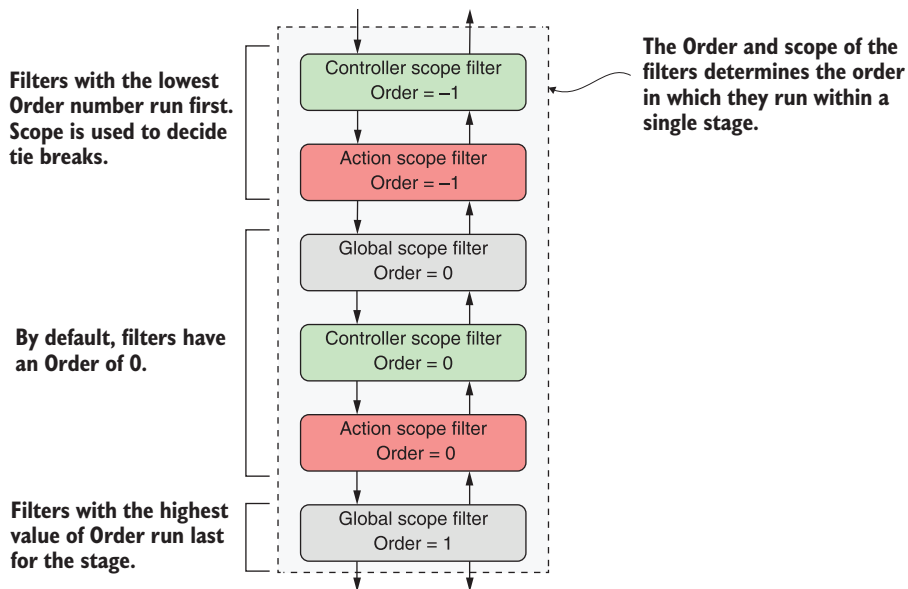 Filters with the lowest
Order number run first.
Scope is used to decide
tie breaks.
Controller scope filter
Order = –1
The Order and scope of the
filters determines the order
in which they run within a
single stage.
Action scope filter
Order = –1
Global scope filter
Order = 0
By default, filters have
an Order of 0.
Controller scope filter
Order = 0
Action scope filter
Order = 0
Filters with the highest
value of Order run last
for the stage.
Global scope filter
Order = 1